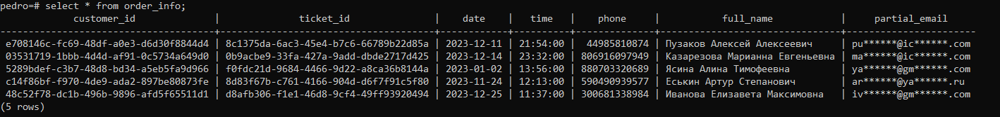 pedro=# select * from order_info;
customer_id | ticket_id | date | time | phone | full_name | partial_email
e708146c-fc69-48df-a0e3-d6d30f8844d4 | 8c1375da-6ac3-45e4-b7c6-66789b22d85a | 2023-12-11 | 21:54:00 | 44985810874 | Пузаков Алексей Алексеевич | pu******@ic******.com
03531719-1bbb-4d4d-af91-0c5734a649d0 | 0b9acbe9-33fa-427a-9add-dbde2717d425 | 2023-12-14 | 23:32:00 | 806916097949 | Казарезова Марианна Евгеньевна | ma******@ic******.com
5289bdef-c3b7-48d8-bd34-a5eb5fa9d966 | f0fdc21d-9684-4466-9d22-a8ca36b8144a | 2023-01-02 | 13:56:00 | 880703320689 | Ясина Алина Тимофеевна | ya******@gm******.com
c14f86bf-f970-4de9-ada2-897be80873fe | 8d83f67b-c761-4166-904d-d6f7f91c5f80 | 2023-11-24 | 12:13:00 | 590490939577 | Еськин Артур Степанович | ar******@ya******.ru
48c52f78-dc1b-496b-9896-afd5f65511d1 | d8afb306-f1e1-46d8-9cf4-49ff93920494 | 2023-12-25 | 11:37:00 | 300681338984 | Иванова Елизавета Максимовна | iv******@gm******.com
(5 rows)